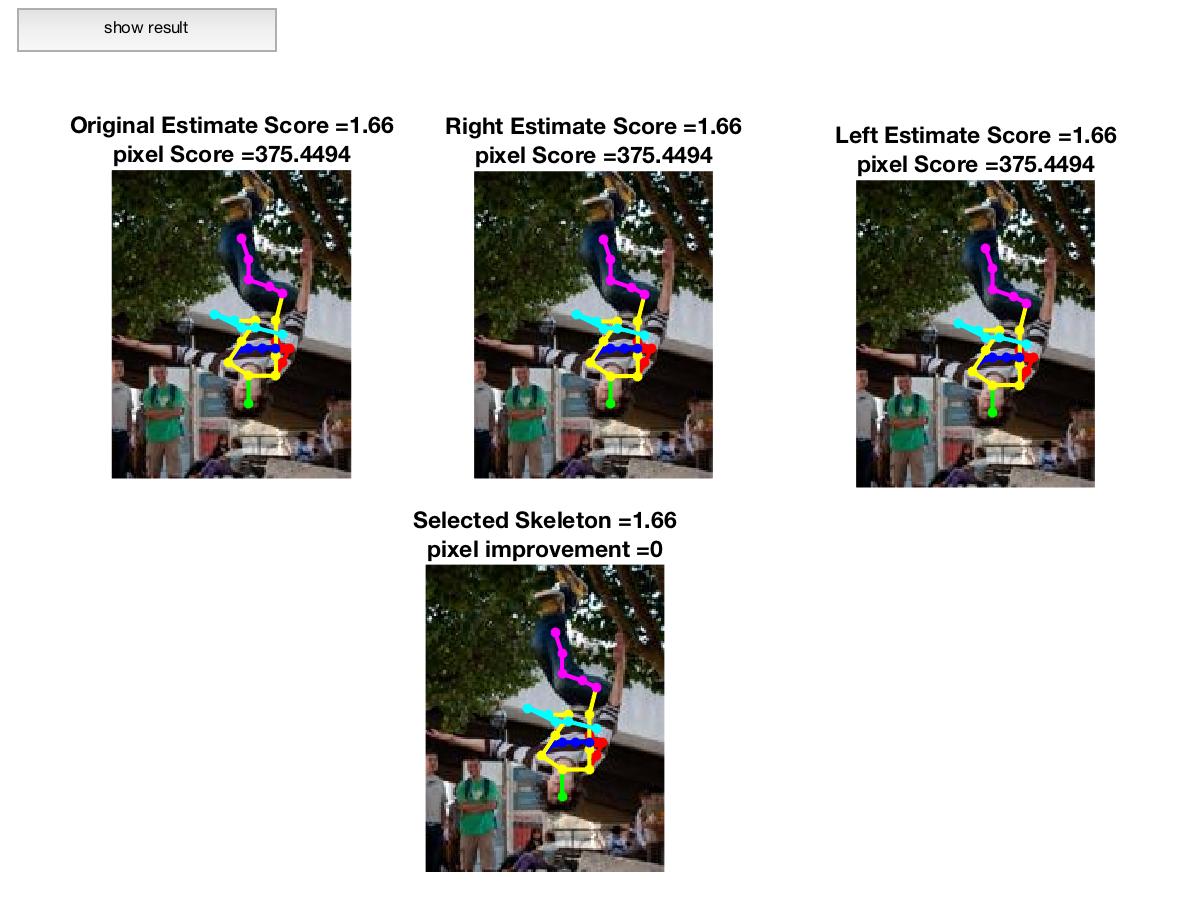 show result
Original Estimate Score =1.66
pixel Score =375.4494
Right Estimate Score =1.66
pixel Score =375.4494
Left Estimate Score =1.66
pixel Score =375.4494
Selected Skeleton =1.66
pixel improvement =0